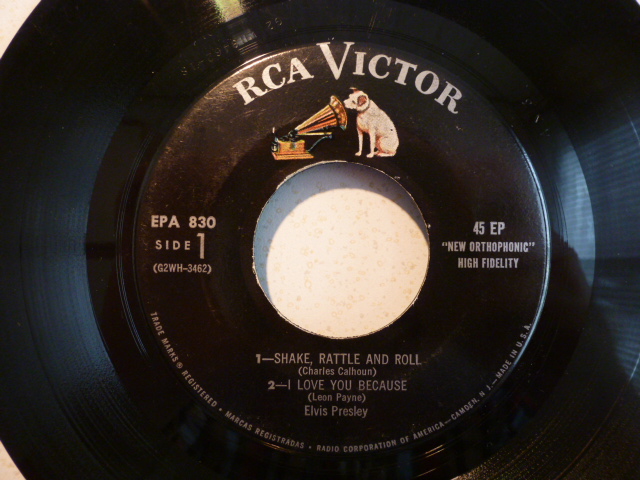 RCA VICTOR
EPA 830
SIDE 1
(G2WH-3462)
45 EP
"NEW ORTHOPHONIC"
HIGH FIDELITY
1—SHAKE, RATTLE AND ROLL
(Charles Calhoun)
2—I LOVE YOU BECAUSE
(Leon Payne)
Elvis Presley
TRADE MARKS ® REGISTERED • MARCAS REGISTRADAS • RADIO CORPORATION OF AMERICA—CAMDEN, N. J.—MADE IN U.S.A.